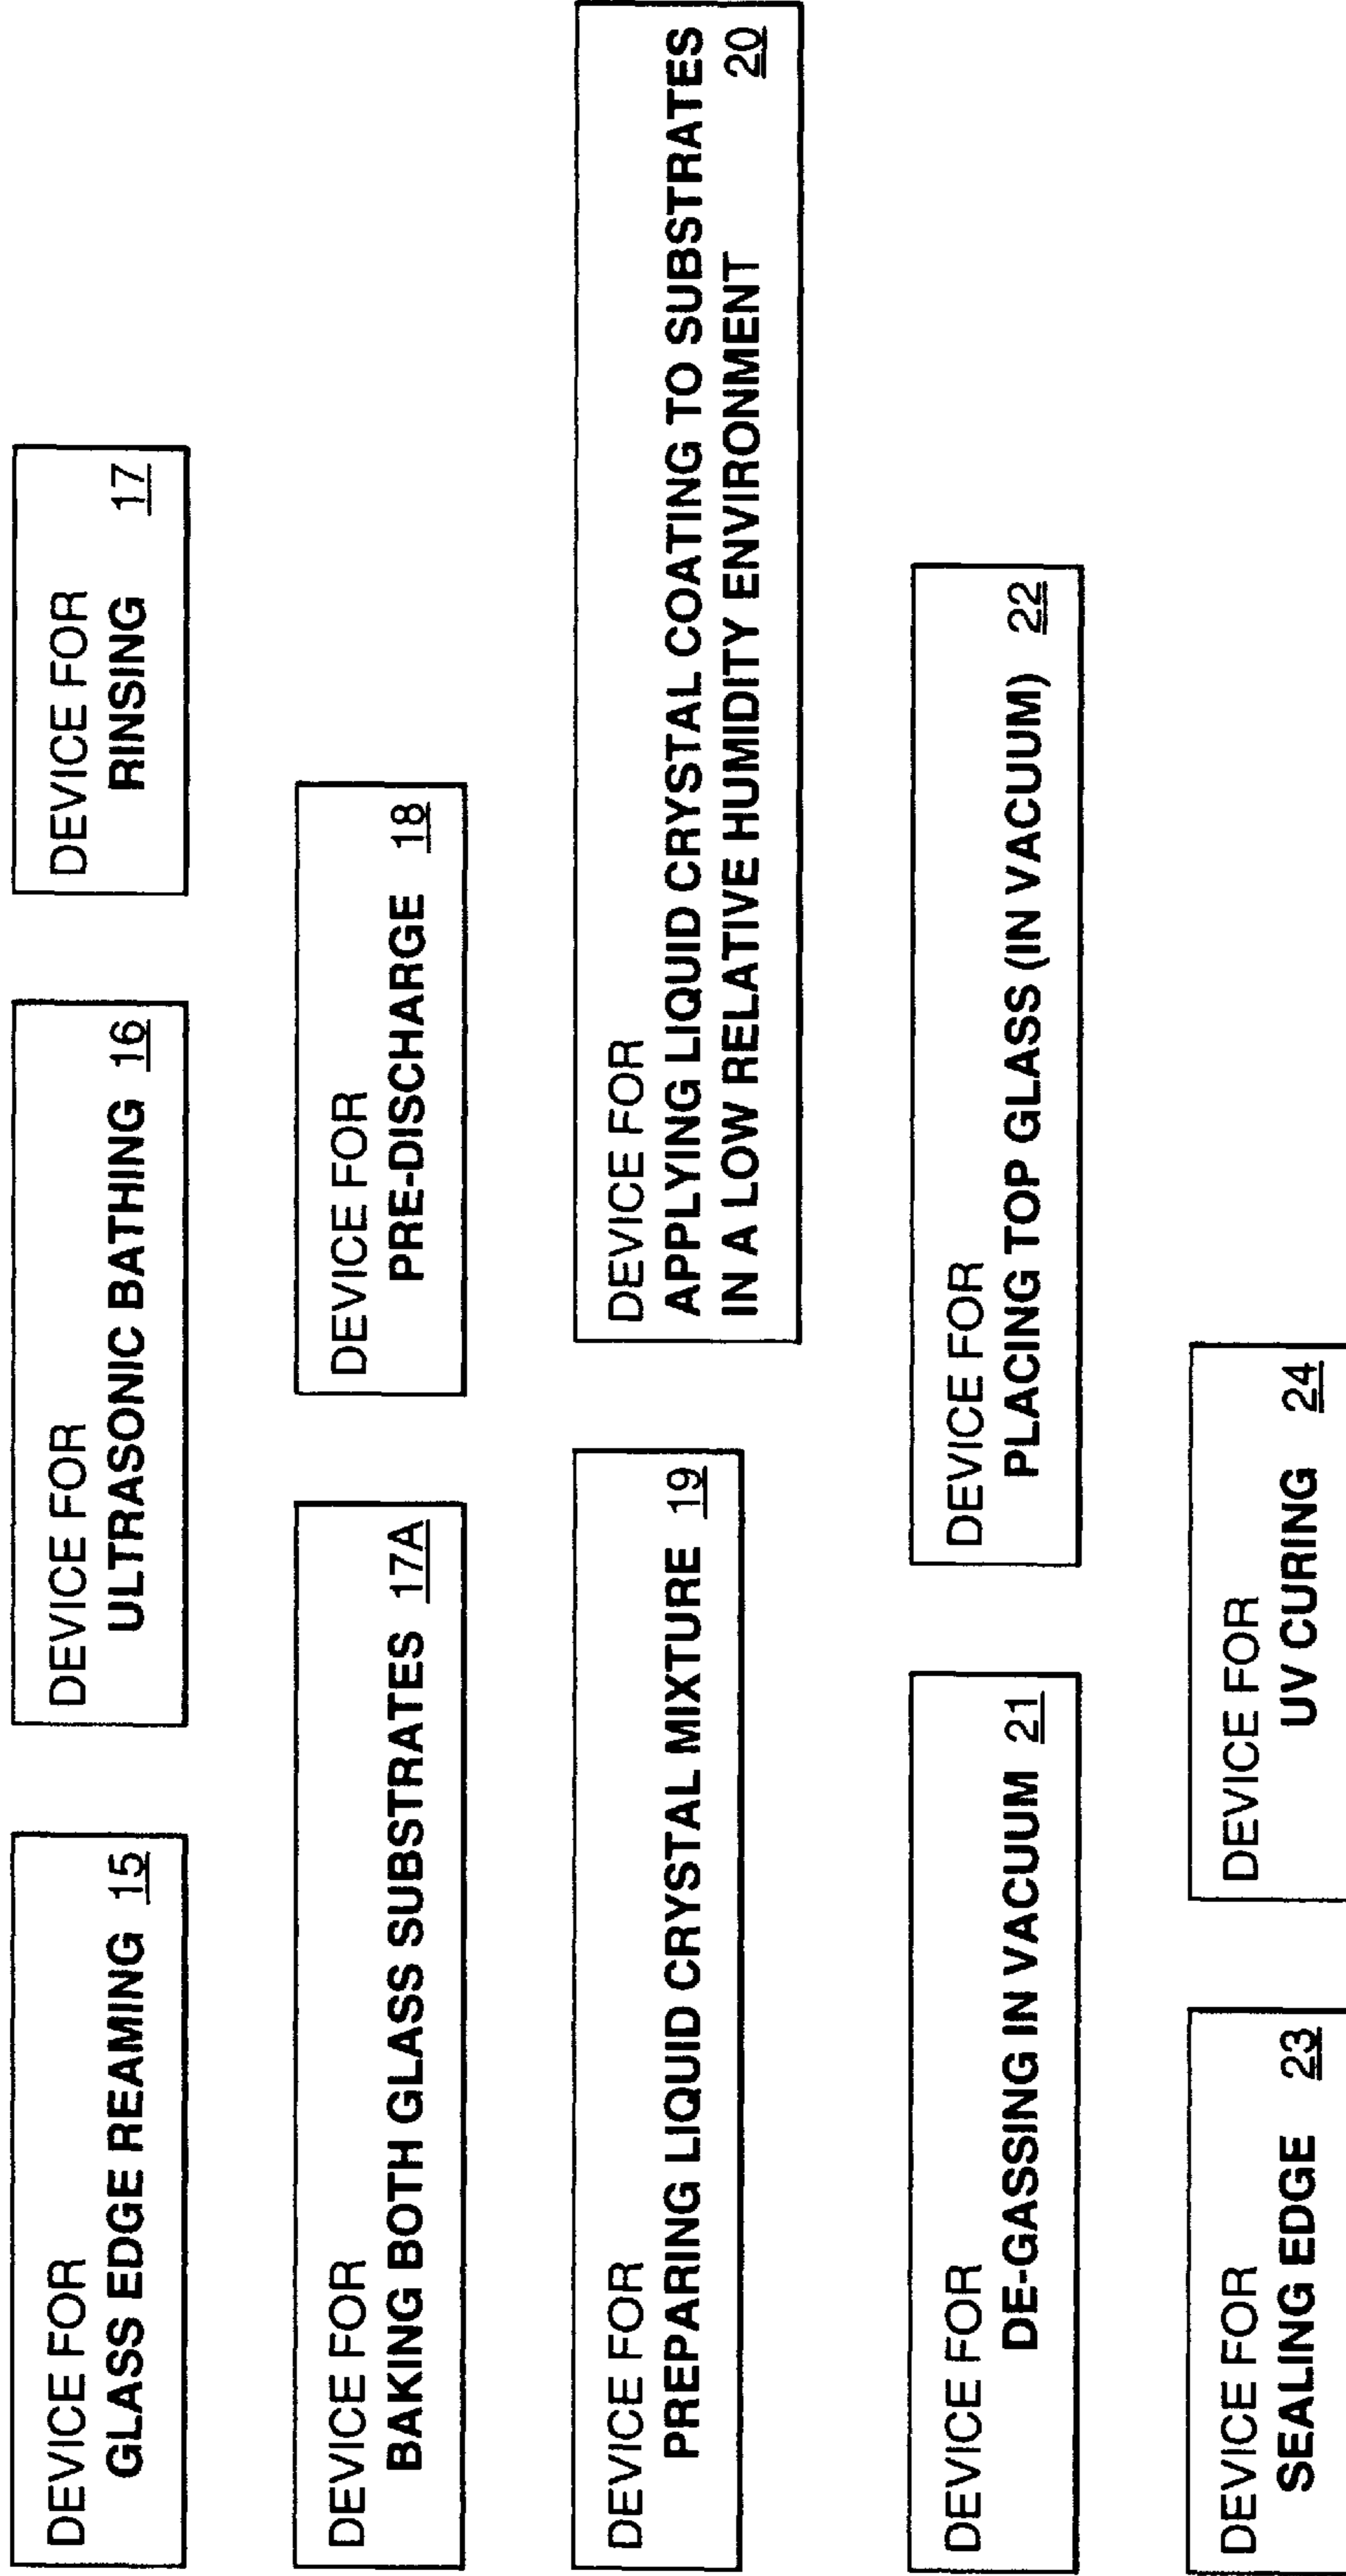 DEVICE FOR
GLASS EDGE REAMING 15
DEVICE FOR
ULTRASONIC BATHING 16
DEVICE FOR
RINSING 17
DEVICE FOR
BAKING BOTH GLASS SUBSTRATES 17A
DEVICE FOR
PRE-DISCHARGE 18
DEVICE FOR
PREPARING LIQUID CRYSTAL MIXTURE 19
DEVICE FOR
APPLYING LIQUID CRYSTAL COATING TO SUBSTRATES
IN A LOW RELATIVE HUMIDITY ENVIRONMENT 20
DEVICE FOR
DE-GASSING IN VACUUM 21
DEVICE FOR
PLACING TOP GLASS (IN VACUUM) 22
DEVICE FOR
SEALING EDGE 23
DEVICE FOR
UV CURING 24